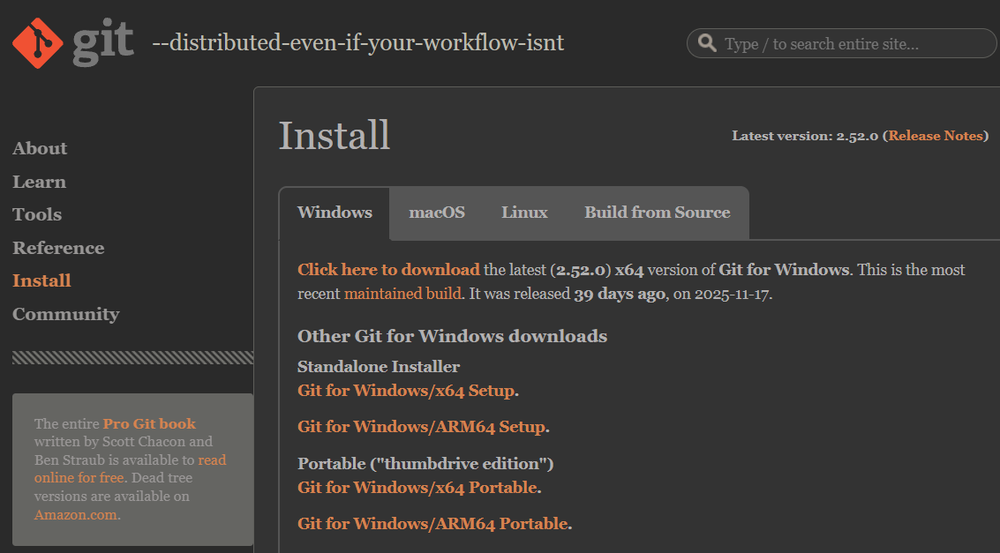 git --distributed-even-if-your-workflow-isnt
Type / to search entire site...
About
Learn
Tools
Reference
Install
Community
The entire Pro Git book
written by Scott Chacon and
Ben Straub is available to read
online for free. Dead tree
versions are available on
Amazon.com.
Install
Latest version: 2.52.0 (Release Notes)
Windows macOS Linux Build from Source
Click here to download the latest (2.52.0) x64 version of Git for Windows. This is the most
recent maintained build. It was released 39 days ago, on 2025-11-17.
Other Git for Windows downloads
Standalone Installer
Git for Windows/x64 Setup.
Git for Windows/ARM64 Setup.
Portable ("thumbdrive edition")
Git for Windows/x64 Portable.
Git for Windows/ARM64 Portable.